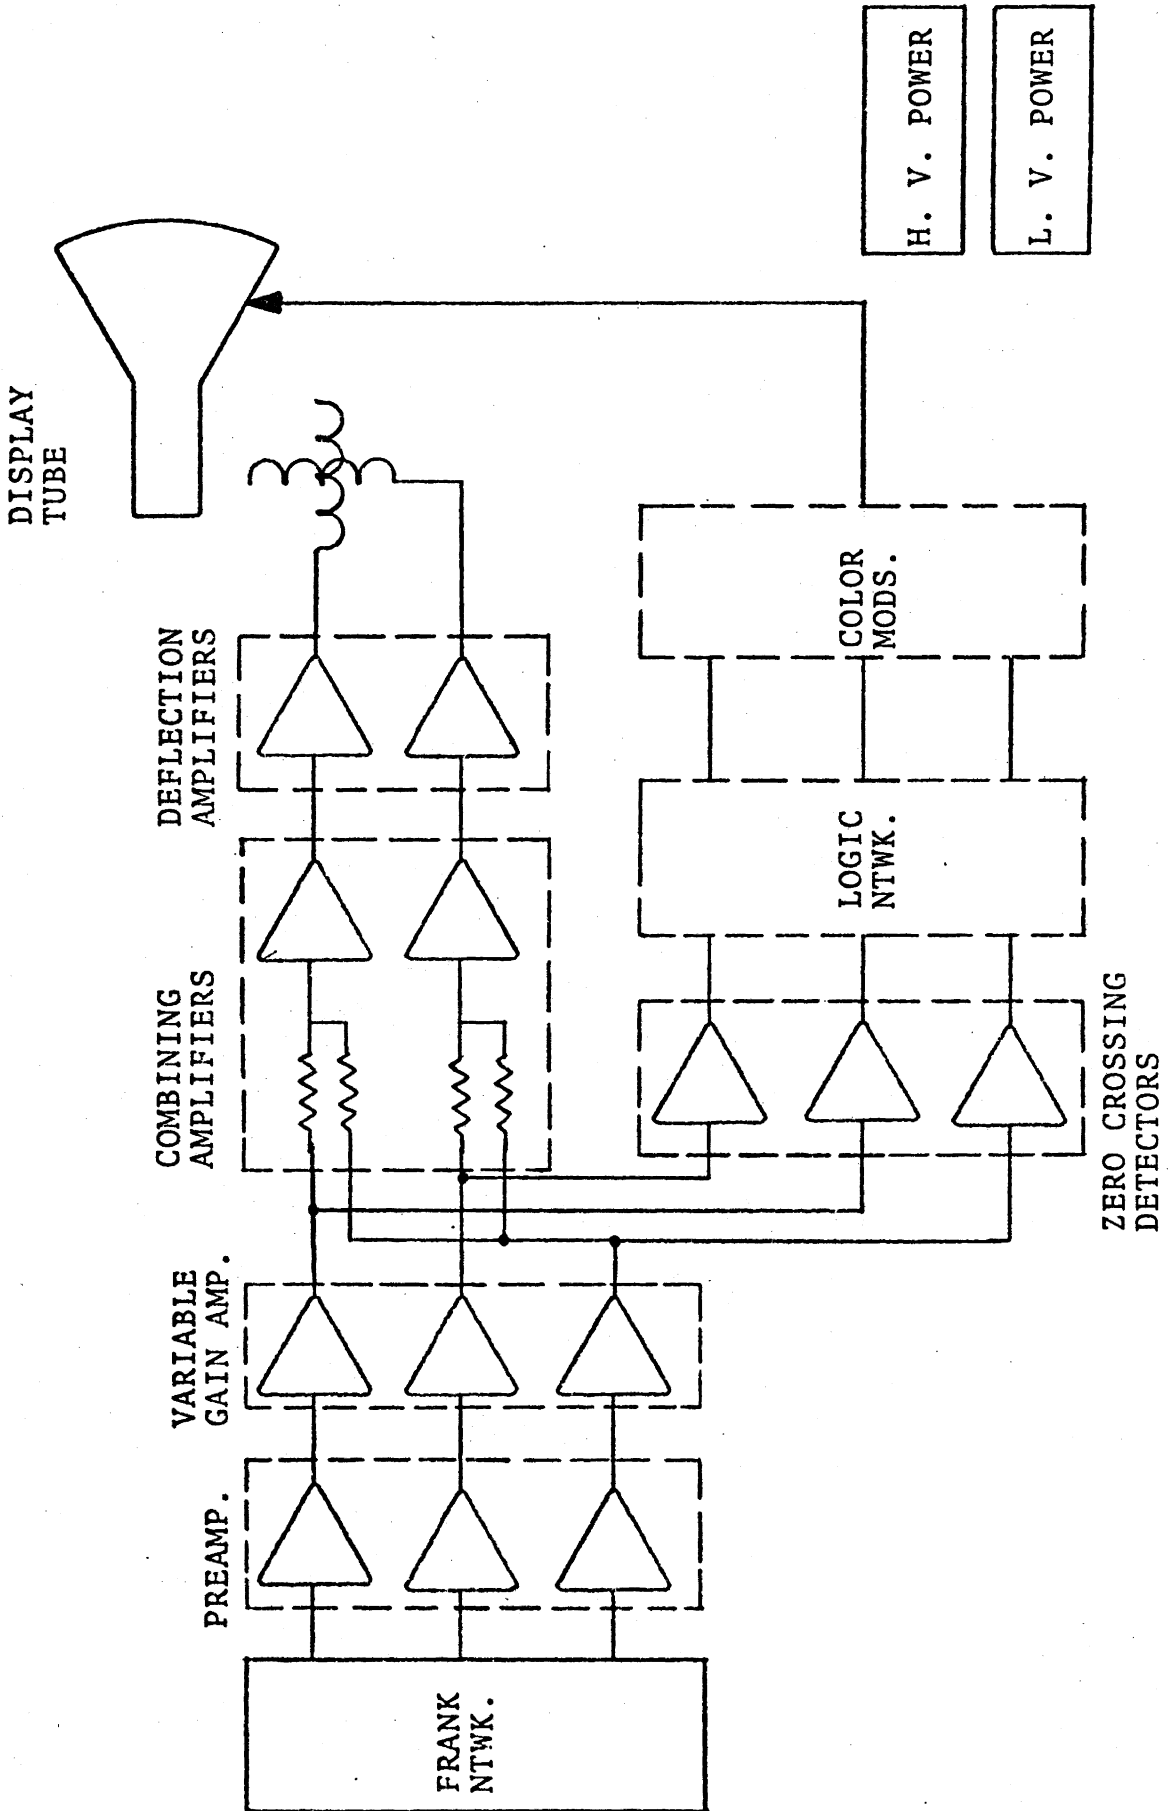 DISPLAY
TUBE
DEFLECTION
AMPLIFIERS
COMBINING
AMPLIFIERS
VARIABLE
GAIN AMP.
PREAMP.
FRANK
NTWK.
ZERO CROSSING
DETECTORS
LOGIC
NTWK.
COLOR
MODS.
H. V. POWER
L. V. POWER